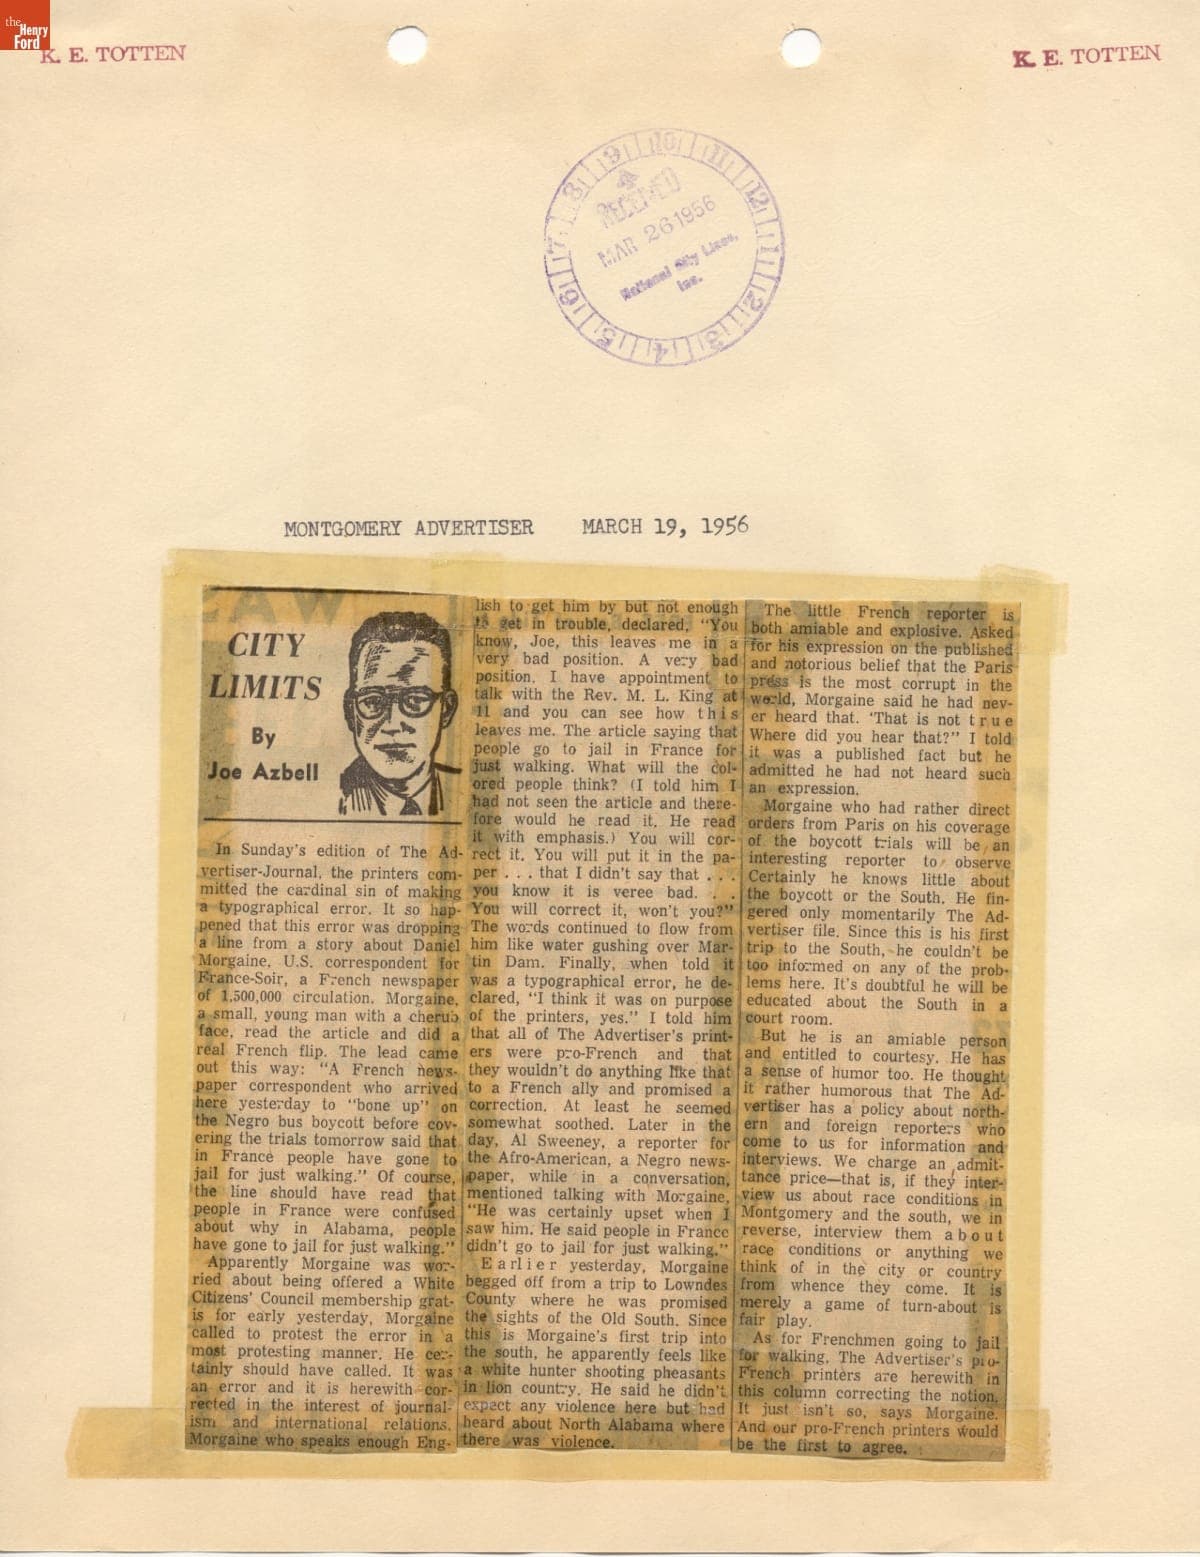 the
Henry
Ford
K. E. TOTTEN
K. E. TOTTEN
7 8 9 10 11 12 1 2 3 4 5 6
RECEIVED
MAR 26 1956
National City Lines,
Inc.
MONTGOMERY ADVERTISER MARCH 19, 1956
CITY
LIMITS
By
Joe Azbell
In Sunday's edition of The Ad-
vertiser-Journal, the printers com-
mitted the cardinal sin of making
a typographical error. It so hap-
pened that this error was dropping
a line from a story about Daniel
Morgaine, U.S. correspondent for
France-Soir, a French newspaper
of 1,500,000 circulation. Morgaine,
a small, young man with a cherub
face, read the article and did a
real French flip. The lead came
out this way: "A French news-
paper correspondent who arrived
here yesterday to "bone up" on
the Negro bus boycott before cov-
ering the trials tomorrow said that
in France people have gone to
jail for just walking." Of course,
the line should have read that
people in France were confused
about why in Alabama, people
have gone to jail for just walking."
Apparently Morgaine was wor-
ried about being offered a White
Citizens' Council membership grat-
is for early yesterday, Morgaine
called to protest the error in a
most protesting manner. He cer-
tainly should have called. It was
an error and it is herewith cor-
rected in the interest of journal-
ism and international relations.
Morgaine who speaks enough Eng-
lish to get him by but not enough
to get in trouble, declared, "You
know, Joe, this leaves me in a
very bad position. A very bad
position. I have appointment to
talk with the Rev. M. L. King at
11 and you can see how this
leaves me. The article saying that
people go to jail in France for
just walking. What will the col-
ored people think? (I told him I
had not seen the article and there-
fore would he read it. He read
it with emphasis.) You will cor-
rect it. You will put it in the pa-
per . . . that I didn't say that . . .
you know it is veree bad. . .
You will correct it, won't you?"
The words continued to flow from
him like water gushing over Mar-
tin Dam. Finally, when told it
was a typographical error, he de-
clared, "I think it was on purpose
of the printers, yes." I told him
that all of The Advertiser's print-
ers were pro-French and that
they wouldn't do anything like that
to a French ally and promised a
correction. At least he seemed
somewhat soothed. Later in the
day, Al Sweeney, a reporter for
the Afro-American, a Negro news-
paper, while in a conversation,
mentioned talking with Morgaine,
"He was certainly upset when I
saw him. He said people in France
didn't go to jail for just walking."
Earlier yesterday, Morgaine
begged off from a trip to Lowndes
County where he was promised
the sights of the Old South. Since
this is Morgaine's first trip into
the south, he apparently feels like
a white hunter shooting pheasants
in lion country. He said he didn't
expect any violence here but had
heard about North Alabama where
there was violence.
The little French reporter is
both amiable and explosive. Asked
for his expression on the published
and notorious belief that the Paris
press is the most corrupt in the
world, Morgaine said he had nev-
er heard that. 'That is not true
Where did you hear that?" I told
it was a published fact but he
admitted he had not heard such
an expression.
Morgaine who had rather direct
orders from Paris on his coverage
of the boycott trials will be an
interesting reporter to observe
Certainly he knows little about
the boycott or the South. He fin-
gered only momentarily The Ad-
vertiser file. Since this is his first
trip to the South, he couldn't be
too informed on any of the prob-
lems here. It's doubtful he will be
educated about the South in a
court room.
But he is an amiable person
and entitled to courtesy. He has
a sense of humor too. He thought
it rather humorous that The Ad-
vertiser has a policy about north-
ern and foreign reporters who
come to us for information and
interviews. We charge an admit-
tance price—that is, if they inter-
view us about race conditions in
Montgomery and the south, we in
reverse, interview them about
race conditions or anything we
think of in the city or country
from whence they come. It is
merely a game of turn-about is
fair play.
As for Frenchmen going to jail
for walking, The Advertiser's pro-
French printers are herewith in
this column correcting the notion.
It just isn't so, says Morgaine.
And our pro-French printers would
be the first to agree.